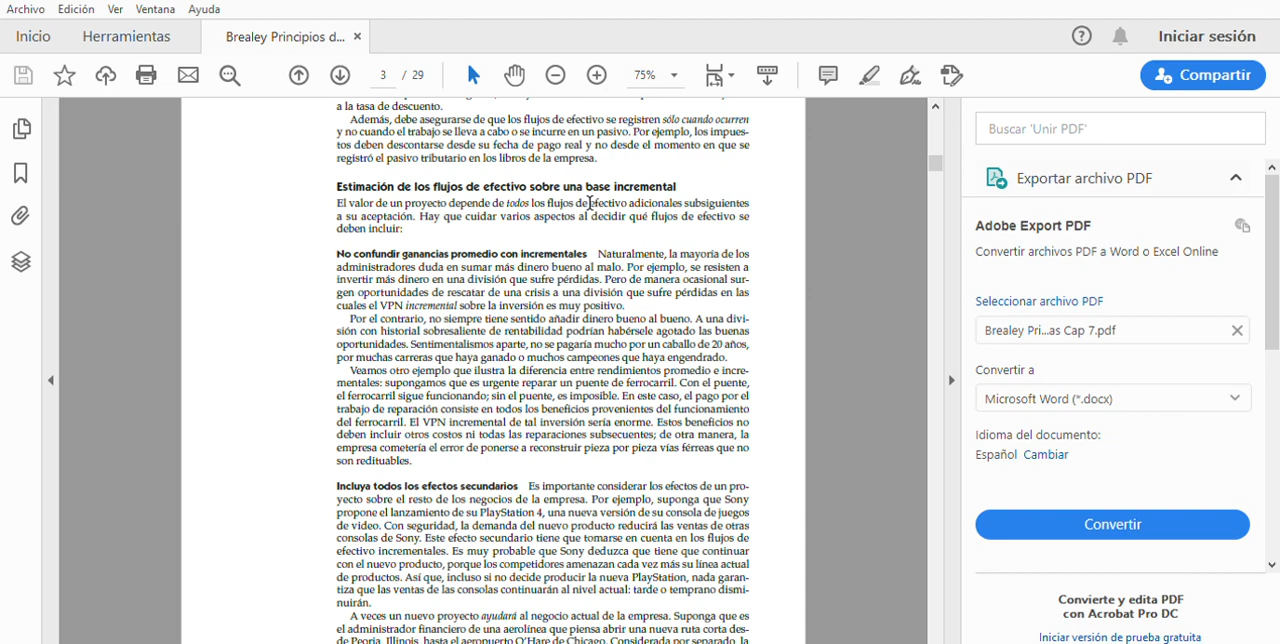 Archivo Edición Ver Ventana Ayuda
Inicio Herramientas Brealey Principios d... × Iniciar sesión
3 / 29 75% Compartir
a la tasa de descuento.
Además, debe asegurarse de que los flujos de efectivo se registren sólo cuando ocurren
y no cuando el trabajo se lleva a cabo o se incurre en un pasivo. Por ejemplo, los impues-
tos deben descontarse desde su fecha de pago real y no desde el momento en que se
registró el pasivo tributario en los libros de la empresa.
Estimación de los flujos de efectivo sobre una base incremental
El valor de un proyecto depende de todos los flujos de efectivo adicionales subsiguientes
a su aceptación. Hay que cuidar varios aspectos al decidir qué flujos de efectivo se
deben incluir:
No confundir ganancias promedio con incrementales Naturalmente, la mayoría de los
administradores duda en sumar más dinero bueno al malo. Por ejemplo, se resisten a
invertir más dinero en una división que sufre pérdidas. Pero de manera ocasional sur-
gen oportunidades de rescatar de una crisis a una división que sufre pérdidas en las
cuales el VPN incremental sobre la inversión es muy positivo.
Por el contrario, no siempre tiene sentido añadir dinero bueno al bueno. A una divi-
sión con historial sobresaliente de rentabilidad podrían habérsele agotado las buenas
oportunidades. Sentimentalismos aparte, no se pagaría mucho por un caballo de 20 años,
por muchas carreras que haya ganado o muchos campeones que haya engendrado.
Veamos otro ejemplo que ilustra la diferencia entre rendimientos promedio e incre-
mentales: supongamos que es urgente reparar un puente de ferrocarril. Con el puente,
el ferrocarril sigue funcionando; sin el puente, es imposible. En este caso, el pago por el
trabajo de reparación consiste en todos los beneficios provenientes del funcionamiento
del ferrocarril. El VPN incremental de tal inversión sería enorme. Estos beneficios no
deben incluir otros costos ni todas las reparaciones subsecuentes; de otra manera, la
empresa cometería el error de ponerse a reconstruir pieza por pieza vías férreas que no
son redituables.
Incluya todos los efectos secundarios Es importante considerar los efectos de un pro-
yecto sobre el resto de los negocios de la empresa. Por ejemplo, suponga que Sony
propone el lanzamiento de su PlayStation 4, una nueva versión de su consola de juegos
de video. Con seguridad, la demanda del nuevo producto reducirá las ventas de otras
consolas de Sony. Este efecto secundario tiene que tomarse en cuenta en los flujos de
efectivo incrementales. Es muy probable que Sony deduzca que tiene que continuar
con el nuevo producto, porque los competidores amenazan cada vez más su línea actual
de productos. Así que, incluso si no decide producir la nueva PlayStation, nada garan-
tiza que las ventas de las consolas continuarán al nivel actual: tarde o temprano dismi-
nuirán.
A veces un nuevo proyecto ayudará al negocio actual de la empresa. Suponga que es
el administrador financiero de una aerolínea que piensa abrir una nueva ruta corta des-
de Peoria, Illinois, hasta el aeropuerto O'Hare de Chicago. Considerada por separado, la
Buscar 'Unir PDF'
Exportar archivo PDF
Adobe Export PDF
Convertir archivos PDF a Word o Excel Online
Seleccionar archivo PDF
Brealey Pri...as Cap 7.pdf
Convertir a
Microsoft Word (*.docx)
Idioma del documento:
Español Cambiar
Convertir
Convierte y edita PDF
con Acrobat Pro DC
Iniciar versión de prueba gratuita